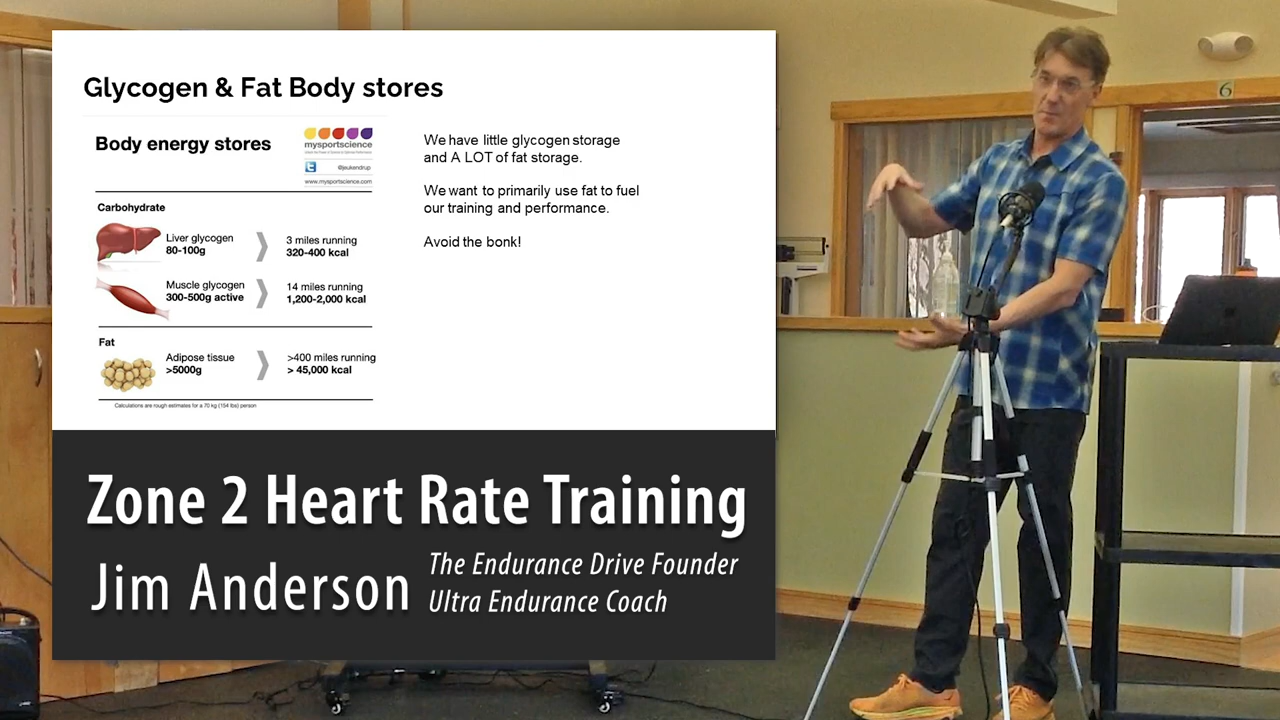 Glycogen & Fat Body stores
Body energy stores
mysportscience
@jeukendrup
www.mysportscience.com
Carbohydrate
Liver glycogen
80-100g
3 miles running
320-400 kcal
Muscle glycogen
300-500g active
14 miles running
1,200-2,000 kcal
Fat
Adipose tissue
>5000g
>400 miles running
> 45,000 kcal
Calculations are rough estimates for a 70 kg (154 lbs) person
We have little glycogen storage
and A LOT of fat storage.
We want to primarily use fat to fuel
our training and performance.
Avoid the bonk!
Zone 2 Heart Rate Training
Jim Anderson
The Endurance Drive Founder
Ultra Endurance Coach
6